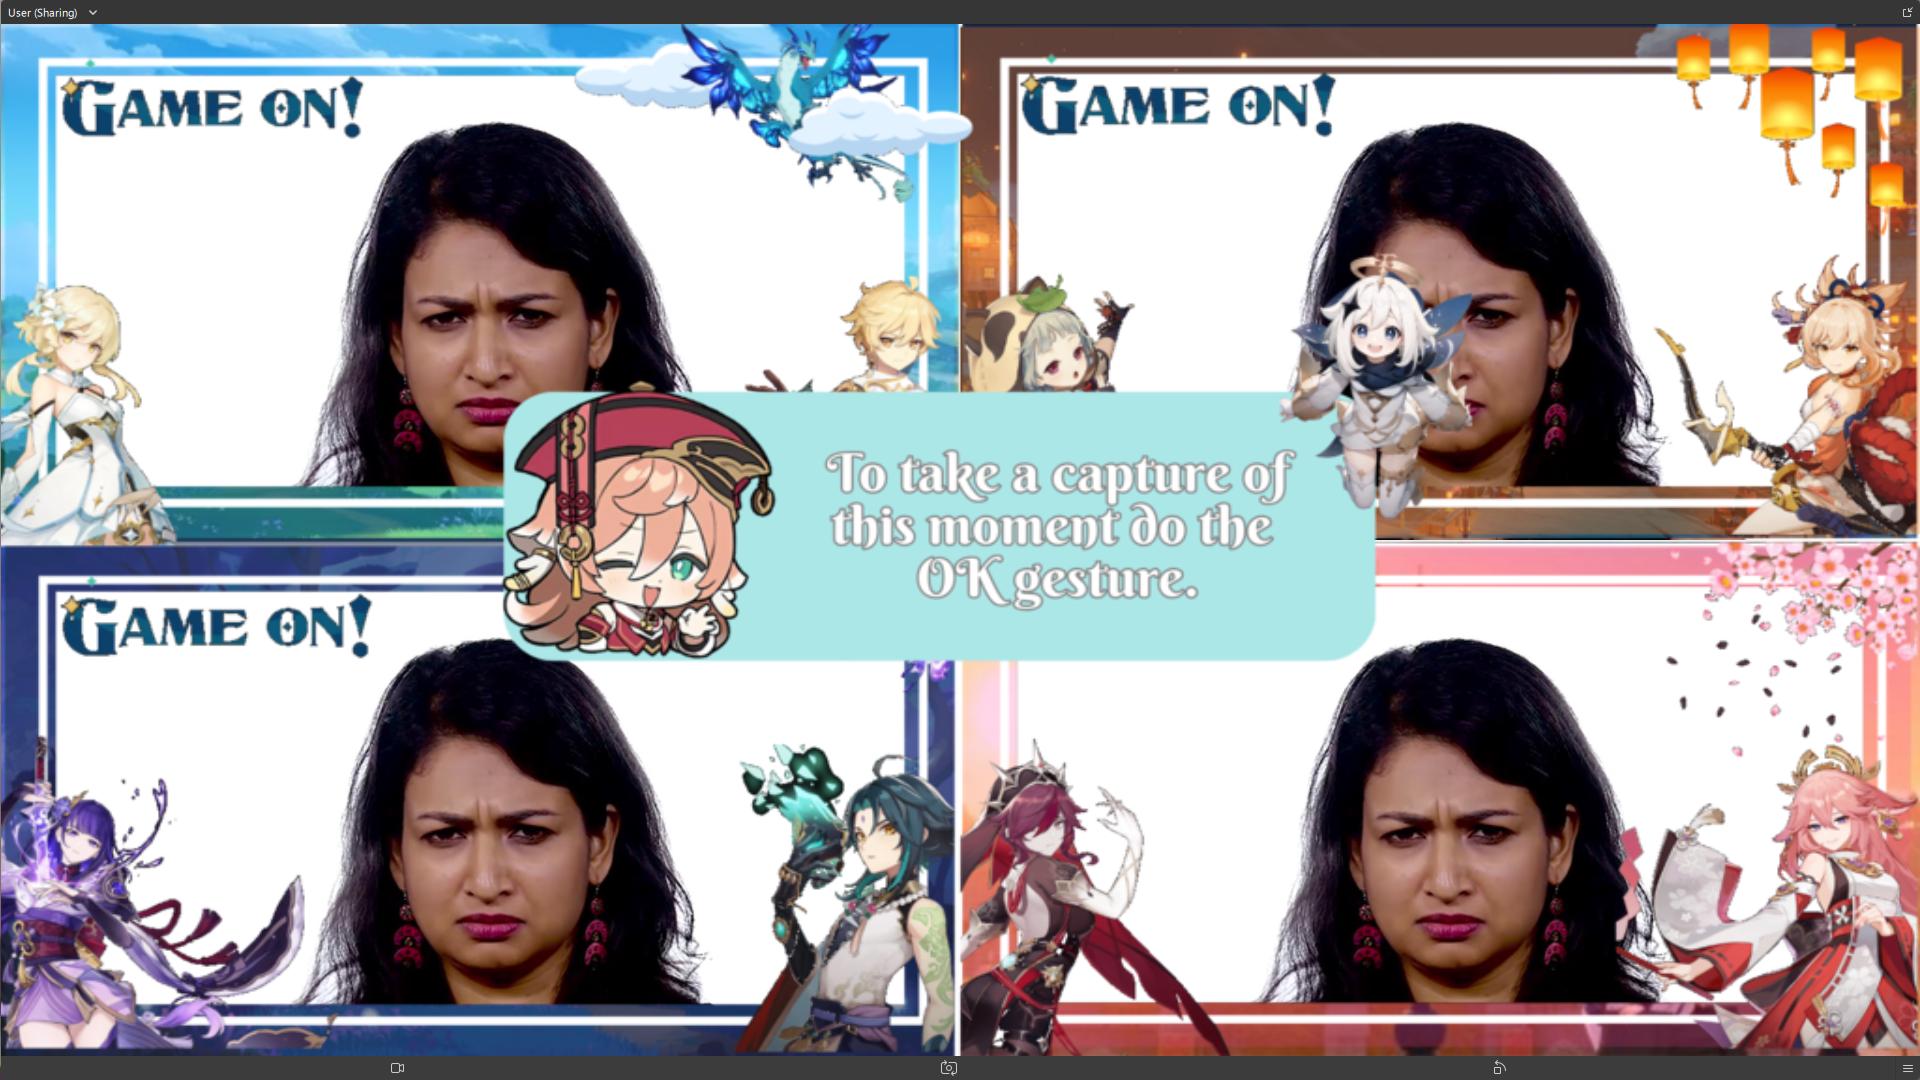 User (Sharing)
GAME ON!
GAME ON!
To take a capture of
this moment do the
OK gesture.
GAME ON!